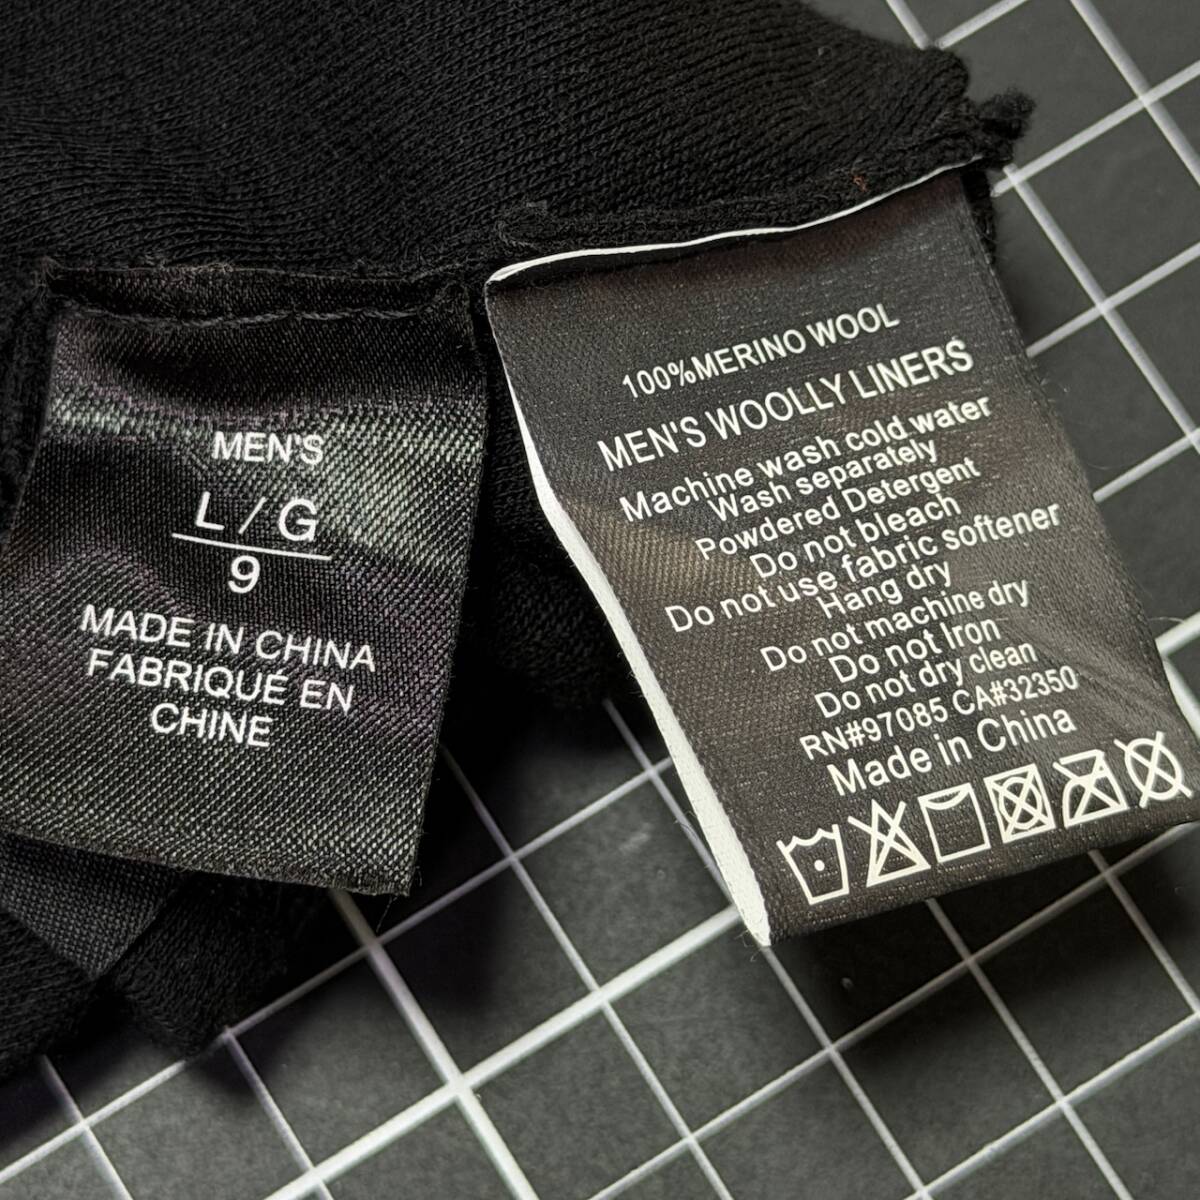 MEN'S
L / G
9
MADE IN CHINA
FABRIQUE EN
CHINE
100%MERINO WOOL
MEN'S WOOLLY LINERS
Machine wash cold water
Wash separately
Powdered Detergent
Do not bleach
Do not use fabric softener
Hang dry
Do not machine dry
Do not Iron
Do not dry clean
RN#97085 CA#32350
Made in China